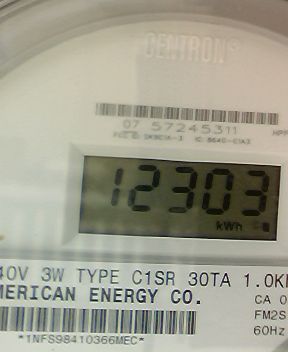 CENTRON®
07 57245311
12303
kWh
40V 3W TYPE C1SR 30TA 1.0K
MERICAN ENERGY CO.
CA 0
FM2S
60Hz
*1NFS98410366MEC*